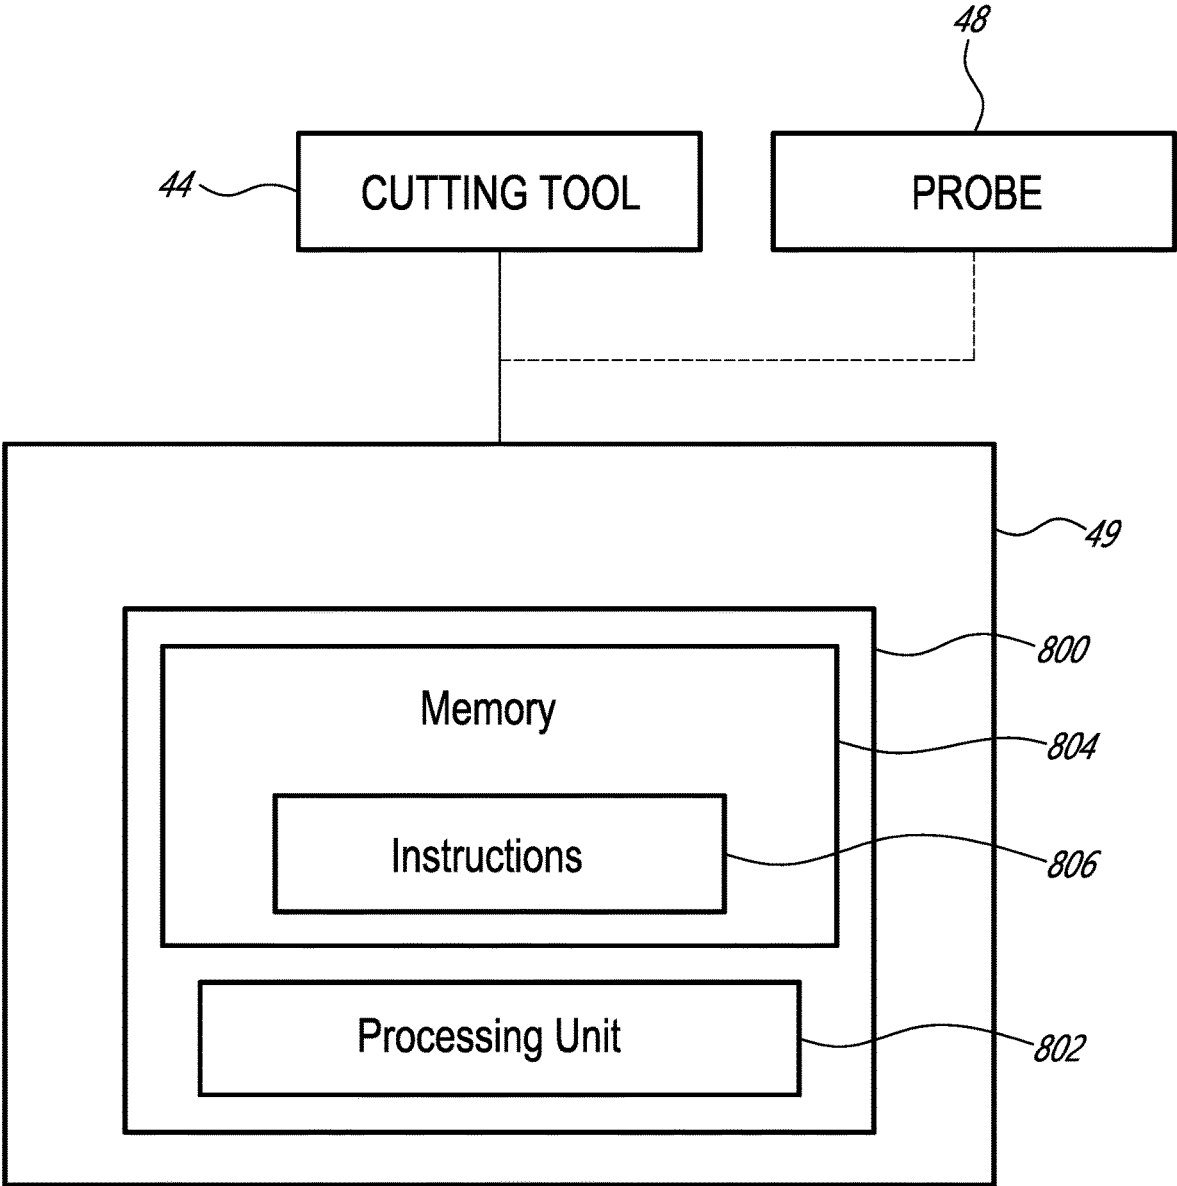 48
44
CUTTING TOOL
PROBE
49
800
Memory
804
Instructions
806
Processing Unit
802